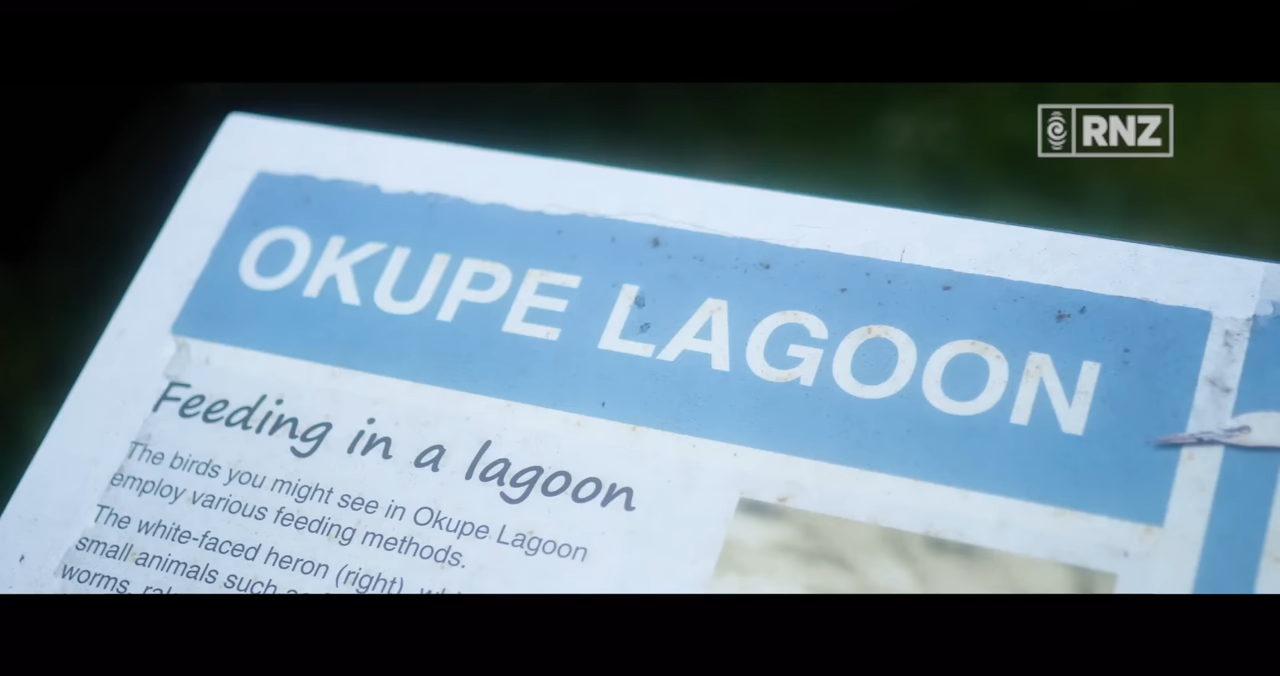 RNZ
OKUPE LAGOON
Feeding in a lagoon
The birds you might see in Okupe Lagoon
employ various feeding methods.
The white-faced heron (right),
small animals such as
worms,